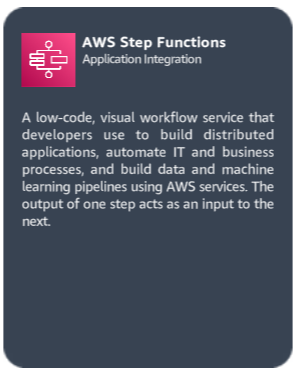 AWS Step Functions
Application Integration
A low-code, visual workflow service that
developers use to build distributed
applications, automate IT and business
processes, and build data and machine
learning pipelines using AWS services. The
output of one step acts as an input to the
next.